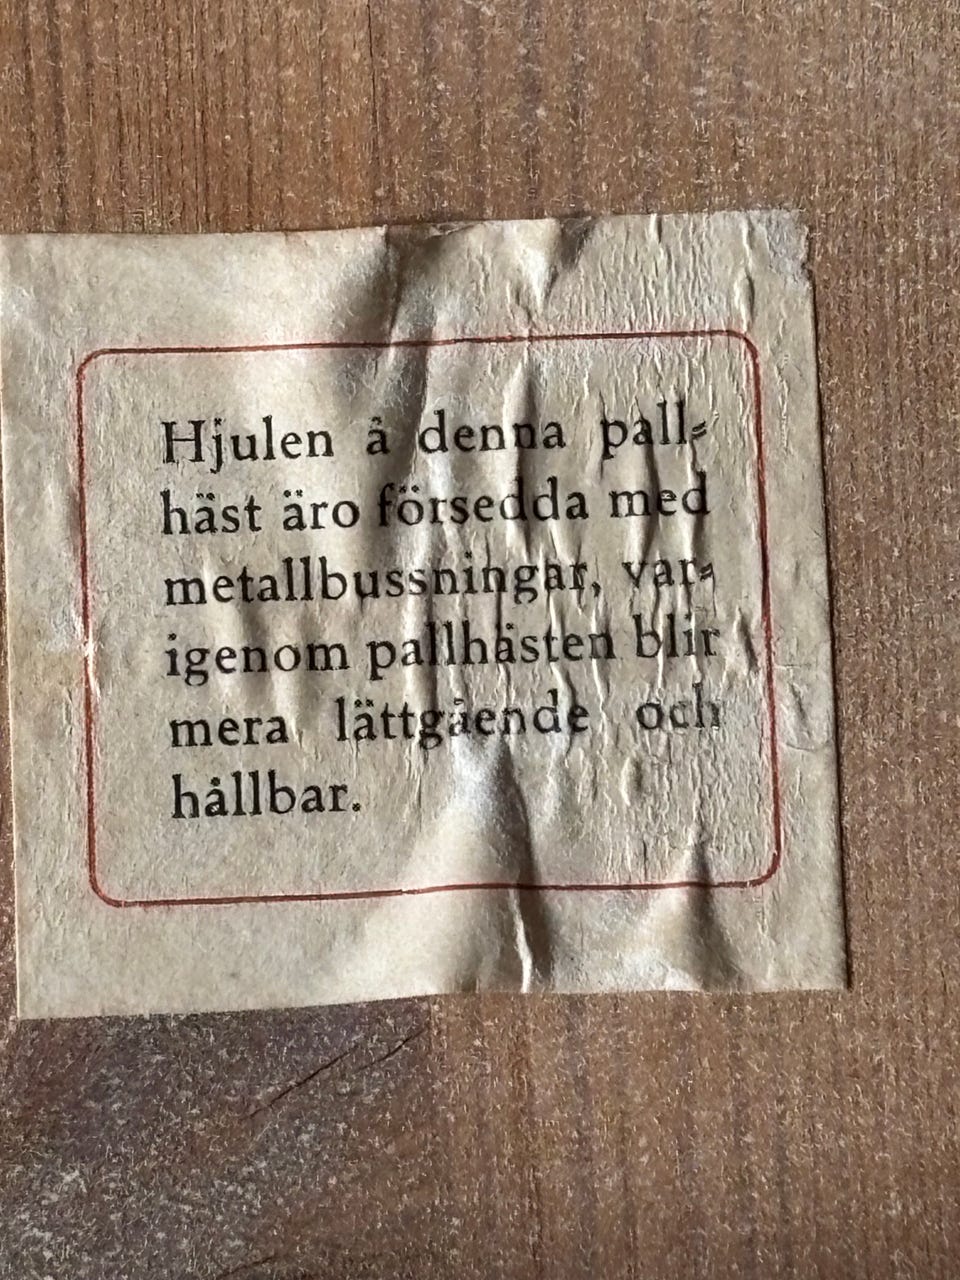 Hjulen å denna pall-
häst äro försedda med
metallbussningar, var-
igenom pallhästen blir
mera lättgående och
hållbar.